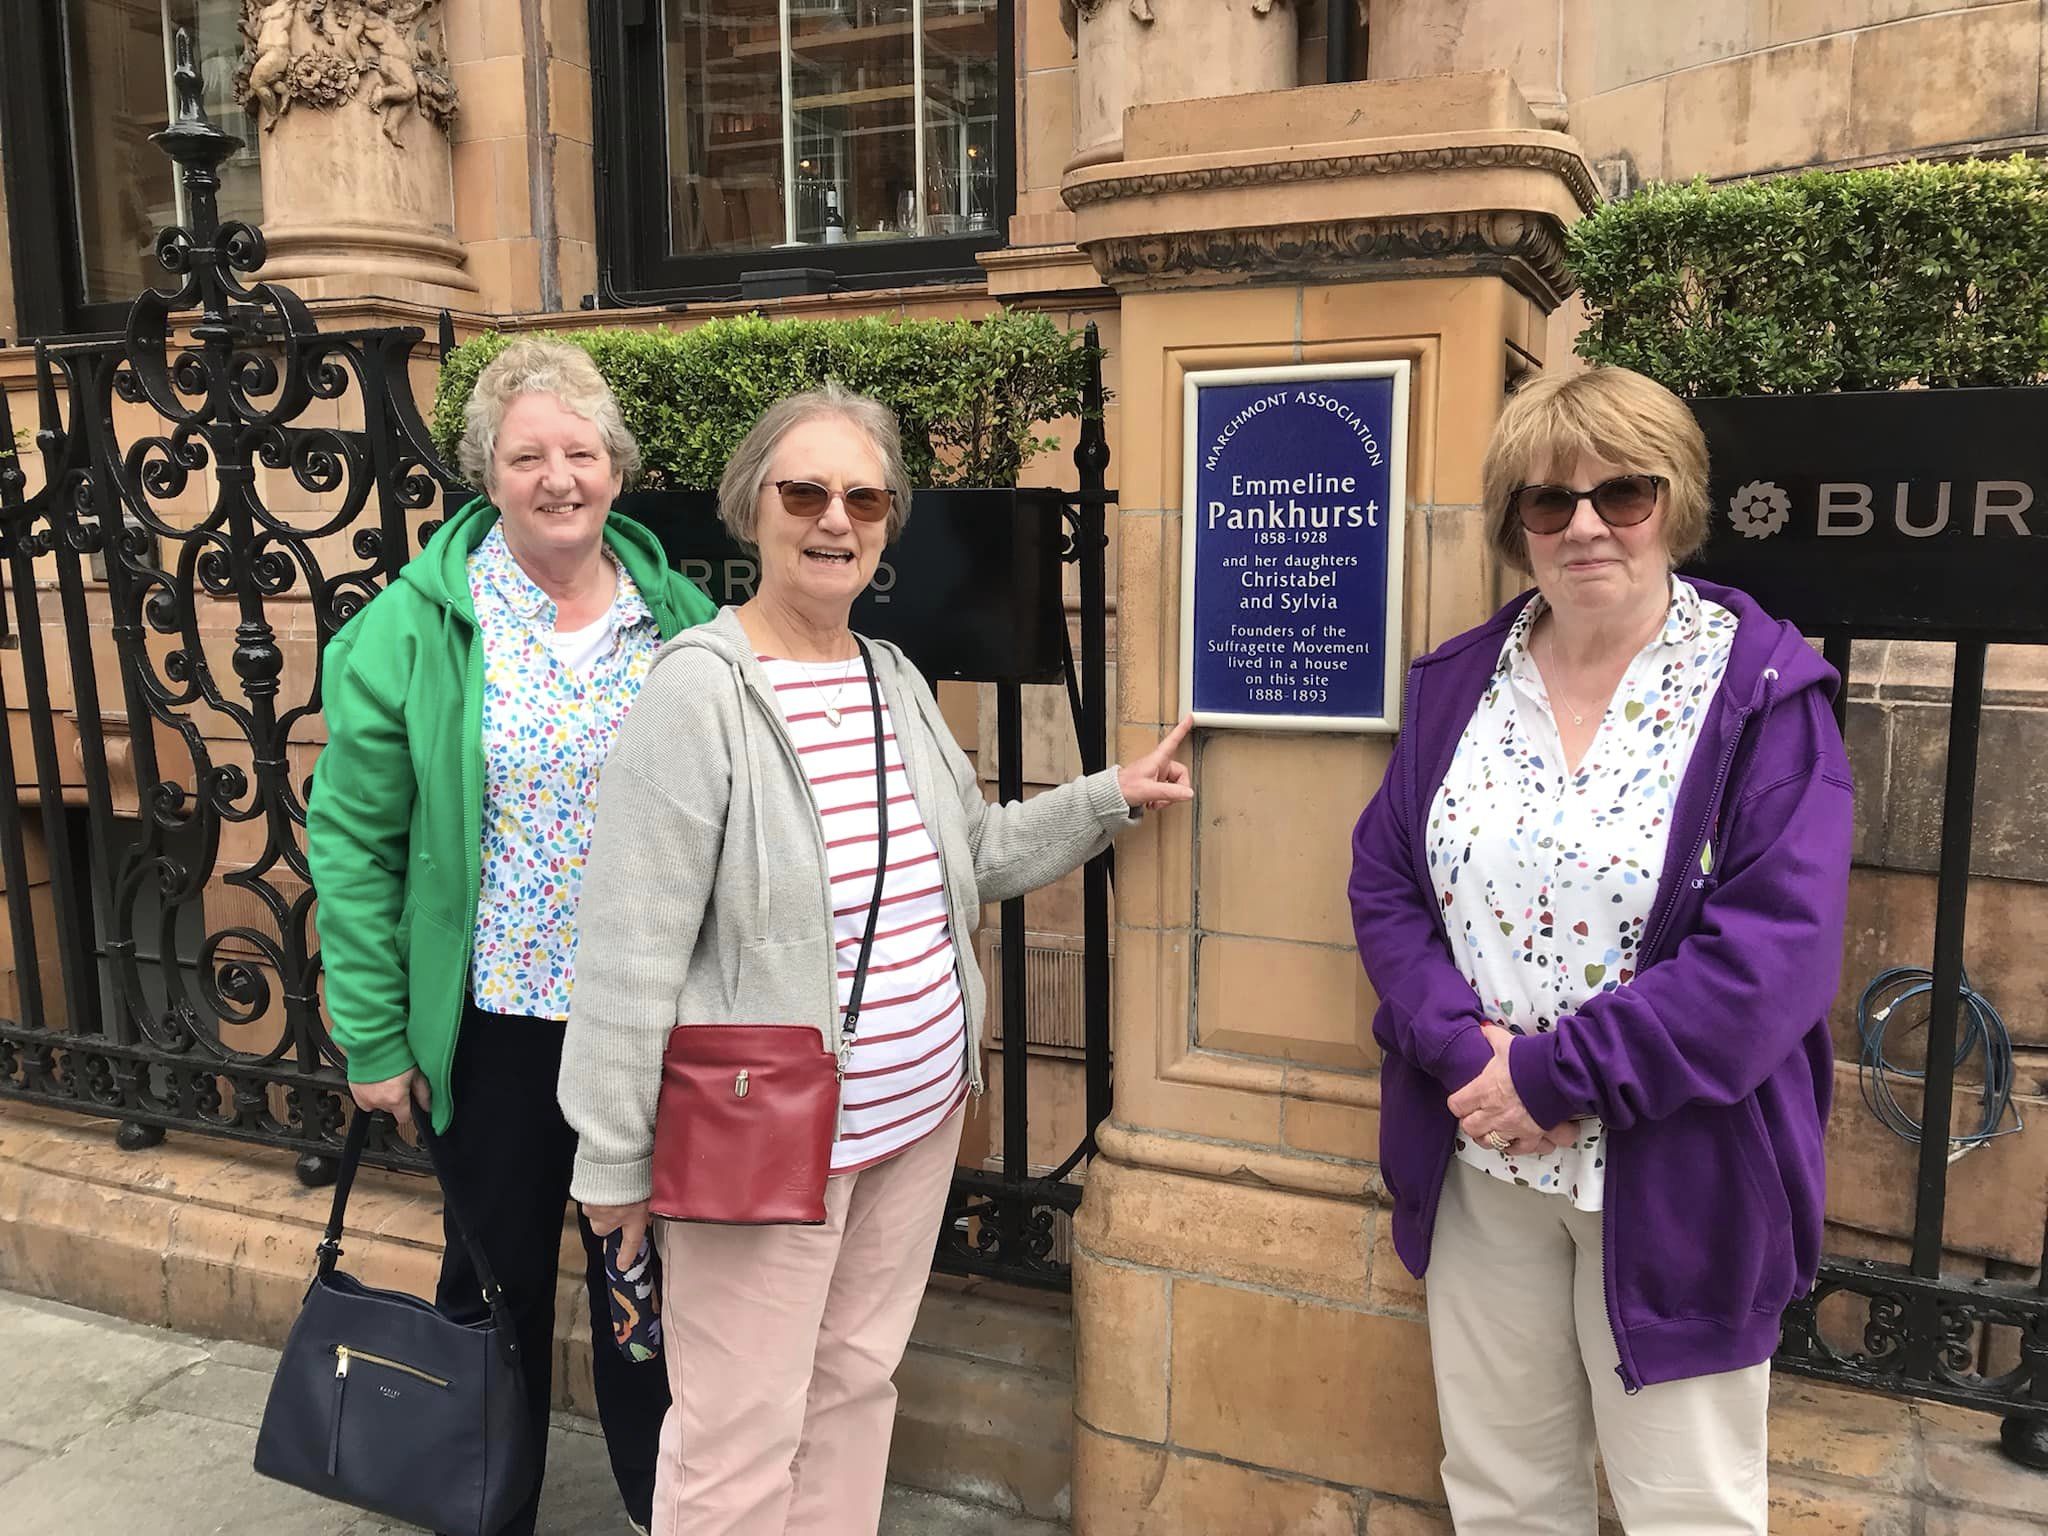 MARCHMONT ASSOCIATION
Emmeline
Pankhurst
1858-1928
and her daughters
Christabel
and Sylvia
Founders of the
Suffragette Movement
lived in a house
on this site
1888-1893
BUR
RADLEY